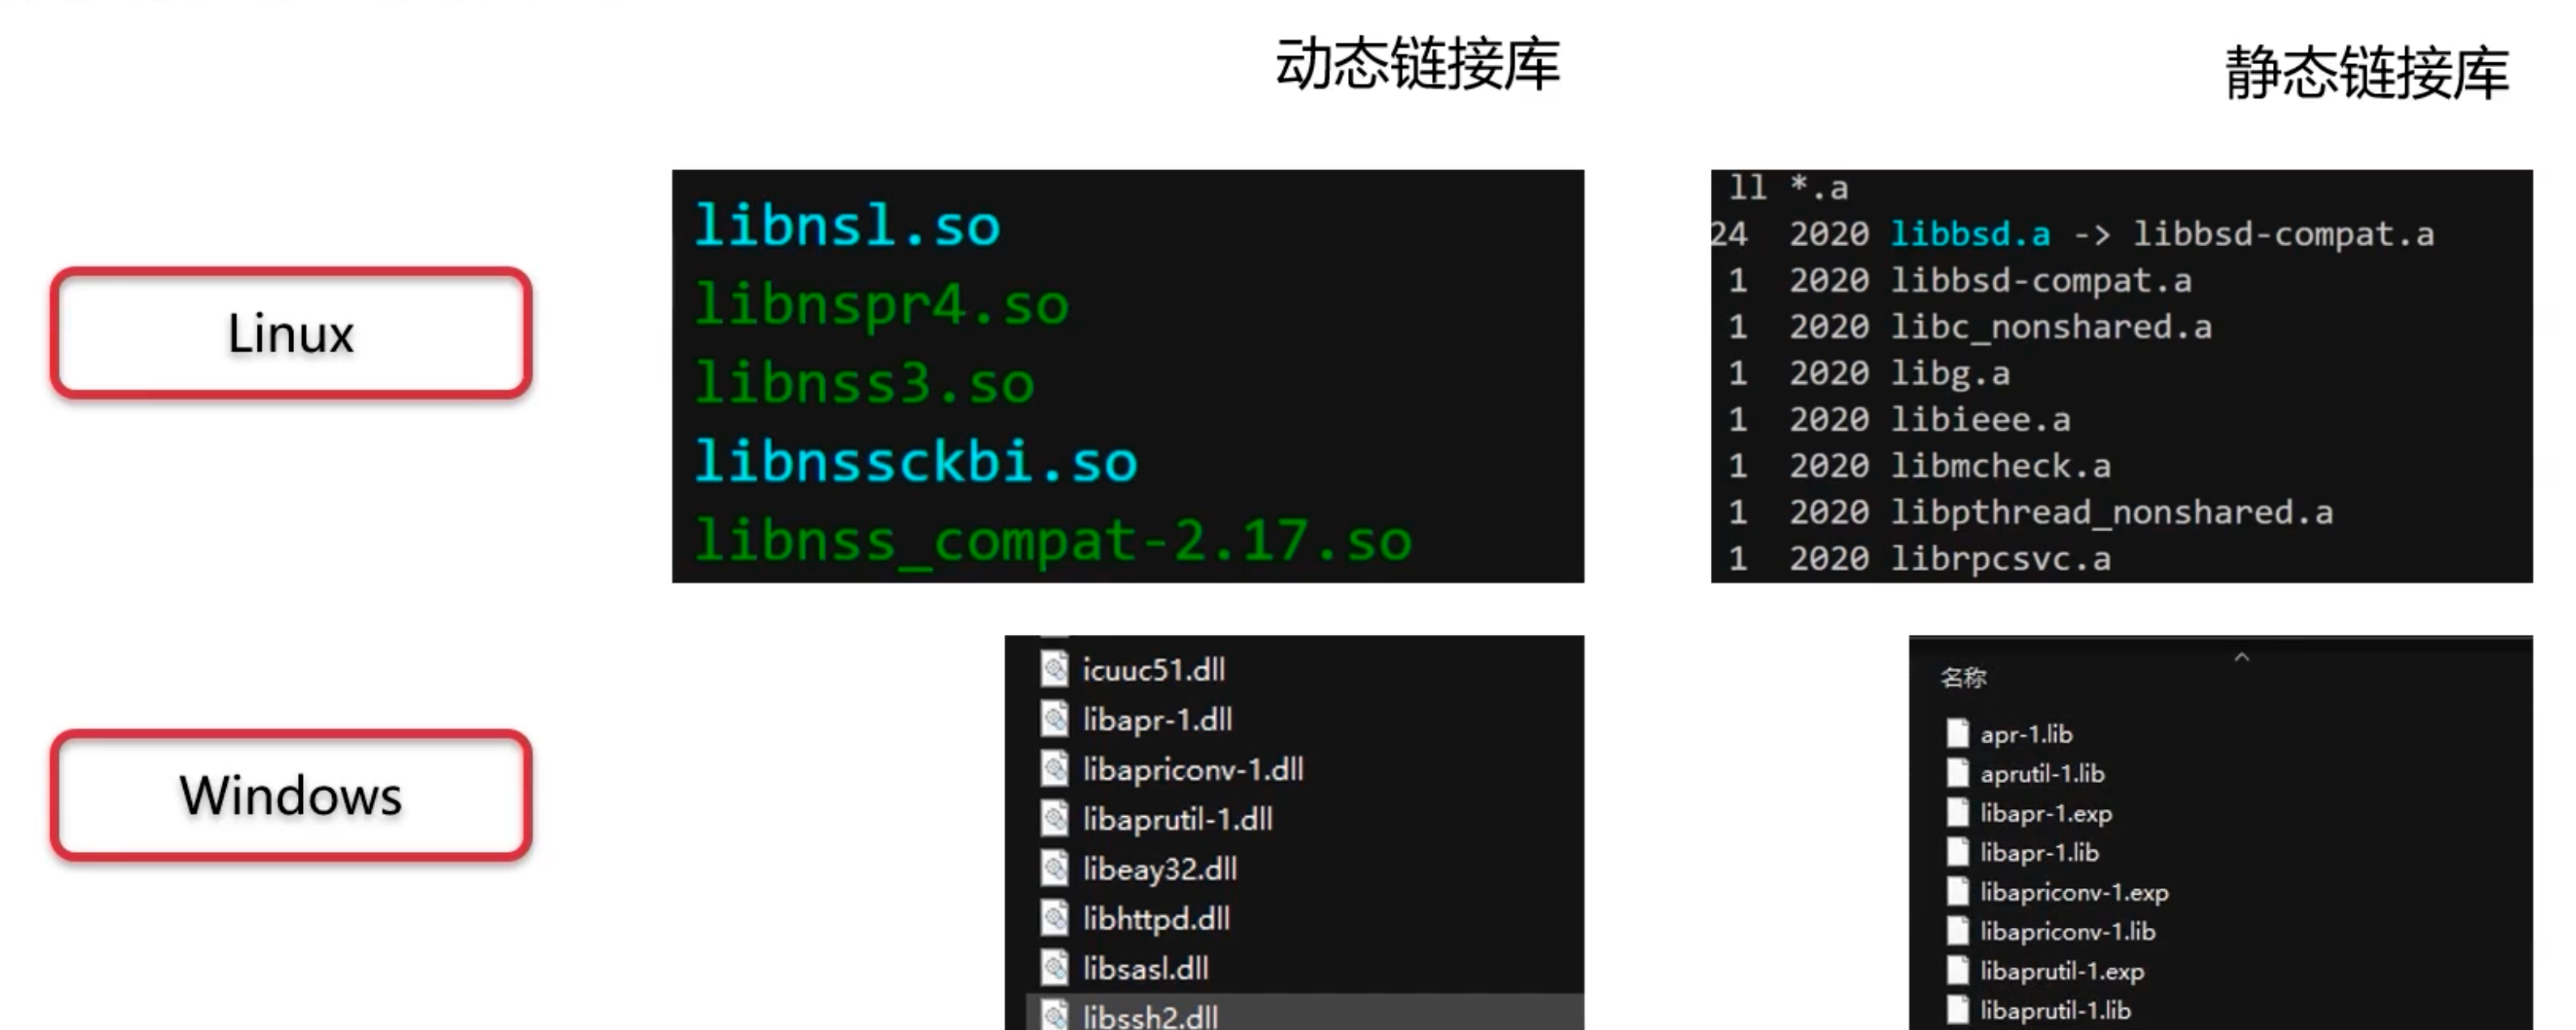 动态链接库
静态链接库
Linux
libnsl.so
libnspr4.so
libnss3.so
libnssckbi.so
libnss_compat-2.17.so
ll *.a
24 2020 libbsd.a -> libbsd-compat.a
1 2020 libbsd-compat.a
1 2020 libc_nonshared.a
1 2020 libg.a
1 2020 libieee.a
1 2020 libmcheck.a
1 2020 libpthread_nonshared.a
1 2020 librpcsvc.a
Windows
icuuc51.dll
libapr-1.dll
libapriconv-1.dll
libaprutil-1.dll
libeay32.dll
libhttpd.dll
libsasl.dll
libssh2.dll
名称
apr-1.lib
aprutil-1.lib
libapr-1.exp
libapr-1.lib
libapriconv-1.exp
libapriconv-1.lib
libaprutil-1.exp
libaprutil-1.lib